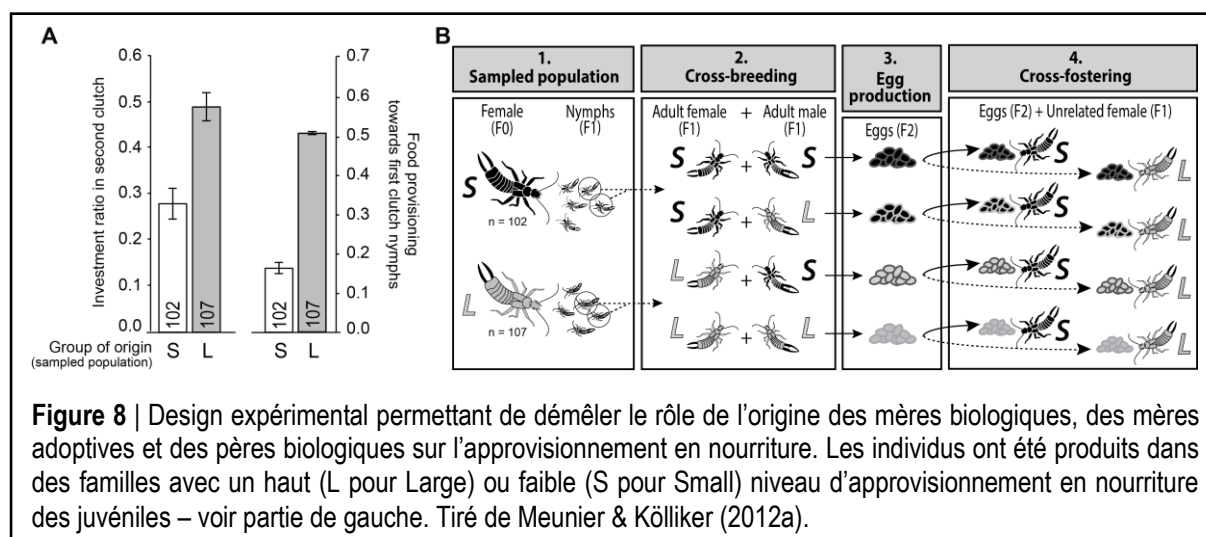 A
Investment ratio in second clutch
0.6
0.5
0.4
0.3
0.2
0.1
0.0
102
107
102
107
0.7
0.6
0.5
0.4
0.3
0.2
0.1
0.0
Food provisioning
towards first clutch nymphs
Group of origin
(sampled population)
S L S L
B
1.
Sampled population
2.
Cross-breeding
3.
Egg
production
4.
Cross-fostering
Female
(F0)
Nymphs
(F1)
S
n = 102
L
n = 107
Adult female + Adult male
(F1) (F1)
S + S
S + L
L + S
L + L
Eggs (F2)
Eggs (F2) + Unrelated female (F1)
S
L
S
L
S
L
S
L
Figure 8 | Design expérimental permettant de démêler le rôle de l'origine des mères biologiques, des mères
adoptives et des pères biologiques sur l'approvisionnement en nourriture. Les individus ont été produits dans
des familles avec un haut (L pour Large) ou faible (S pour Small) niveau d'approvisionnement en nourriture
des juvéniles – voir partie de gauche. Tiré de Meunier & Kölliker (2012a).